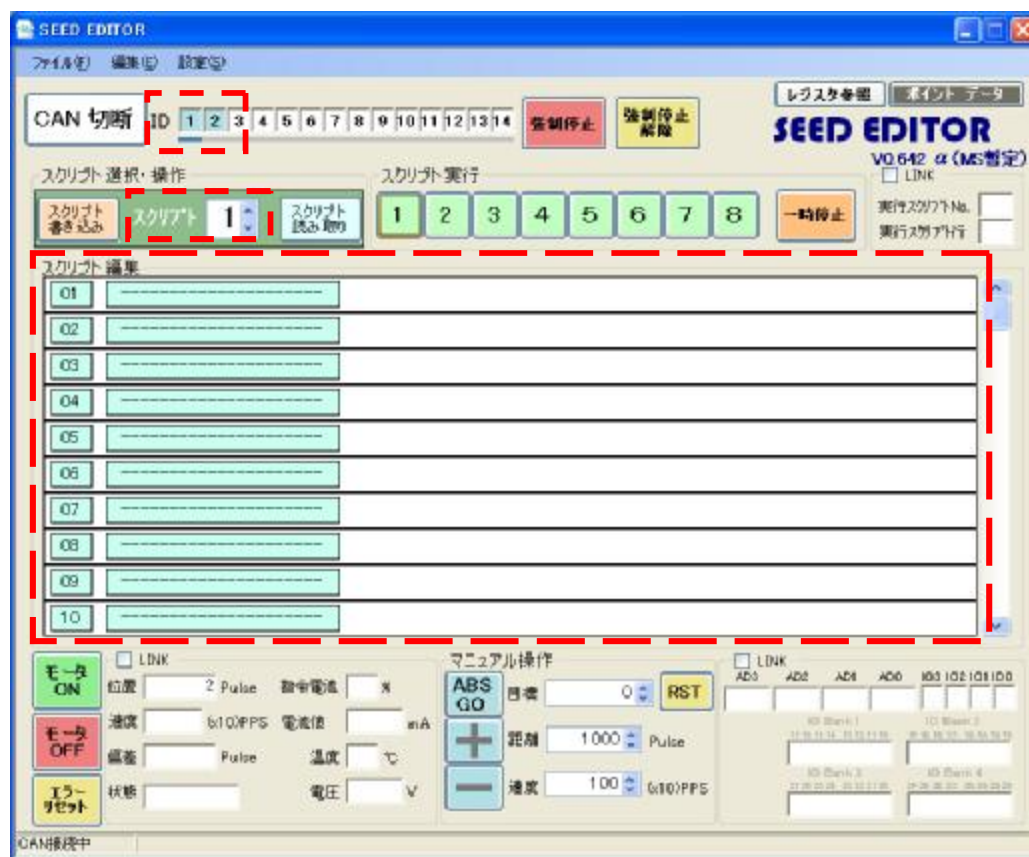 SEED EDITOR
ファイル(F) 編集(E) 設定(S)
CAN 切断 ID 1 2 3 4 5 6 7 8 9 10 11 12 13 14 強制停止 強制停止解除
レジスタ参照 ポイント データ
SEED EDITOR
V0.642 α (MS暫定)
スクリプト 選択・操作 スクリプト 実行 LINK
スクリプト書き込み スクリプト 1 スクリプト読み取り 1 2 3 4 5 6 7 8 一時停止
実行スクリプトNo.
実行スクリプト行
スクリプト 編集
01 ----------------------
02 ----------------------
03 ----------------------
04 ----------------------
05 ----------------------
06 ----------------------
07 ----------------------
08 ----------------------
09 ----------------------
10 ----------------------
モータ ON
モータ OFF
エラーリセット
LINK
位置 2 Pulse 指令電流 %
速度 (x10)PPS 電流値 mA
偏差 Pulse 温度 ℃
状態 電圧 V
マニュアル操作
ABS GO 目標 0 RST
+ 距離 1000 Pulse
- 速度 100 (x10)PPS
LINK
AD3 AD2 AD1 AD0 IO3 IO2 IO1 IO0
IO Bank 1 IO Bank 2
IO Bank 3 IO Bank 4
CAN接続中